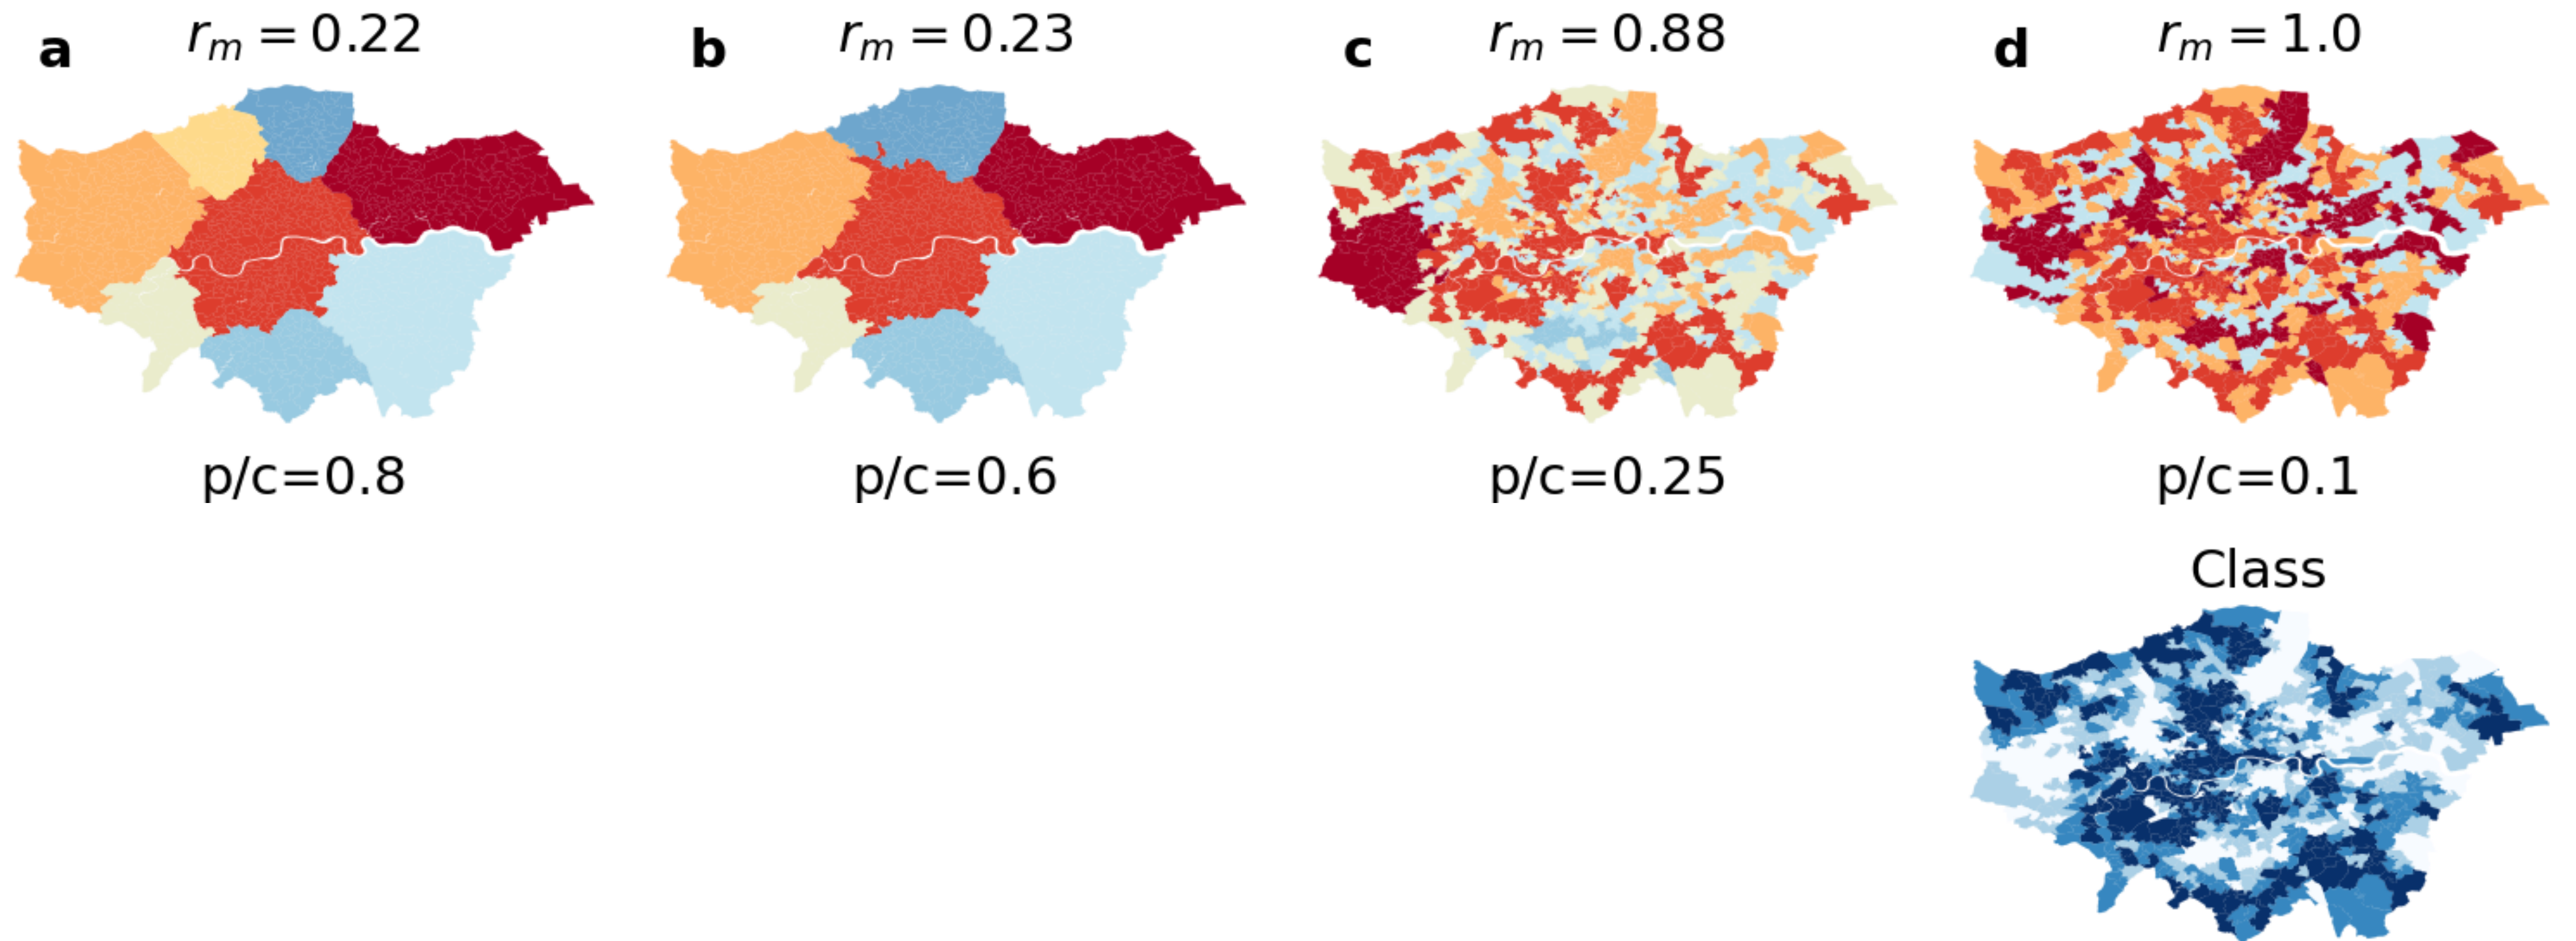 a
r_m = 0.22
b
r_m = 0.23
c
r_m = 0.88
d
r_m = 1.0
p/c=0.8
p/c=0.6
p/c=0.25
p/c=0.1
Class